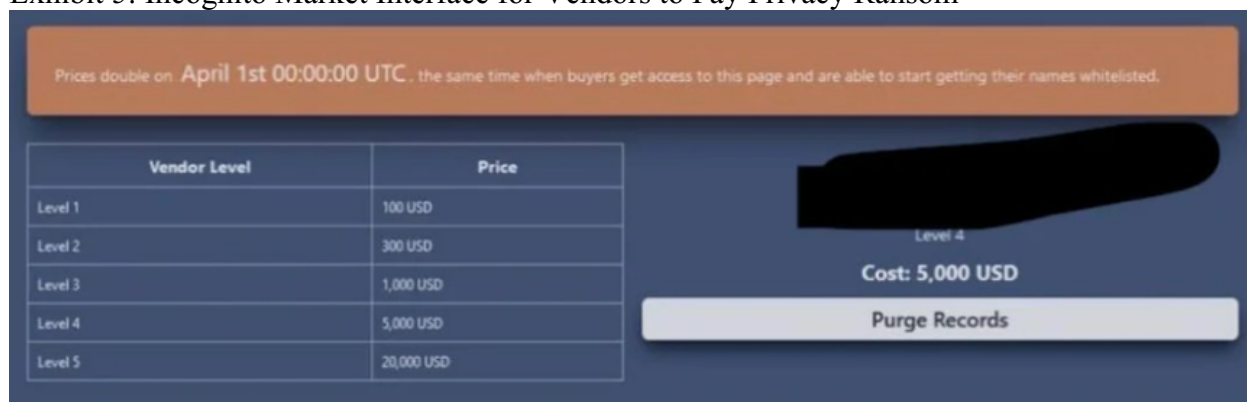 Exhibit 5: Incognito Market Interface for Vendors to Pay Privacy Ransom
Prices double on April 1st 00:00:00 UTC, the same time when buyers get access to this page and are able to start getting their names whitelisted.
Vendor Level Price
Level 1 100 USD
Level 2 300 USD
Level 3 1,000 USD
Level 4 5,000 USD
Level 5 20,000 USD
Level 4
Cost: 5,000 USD
Purge Records